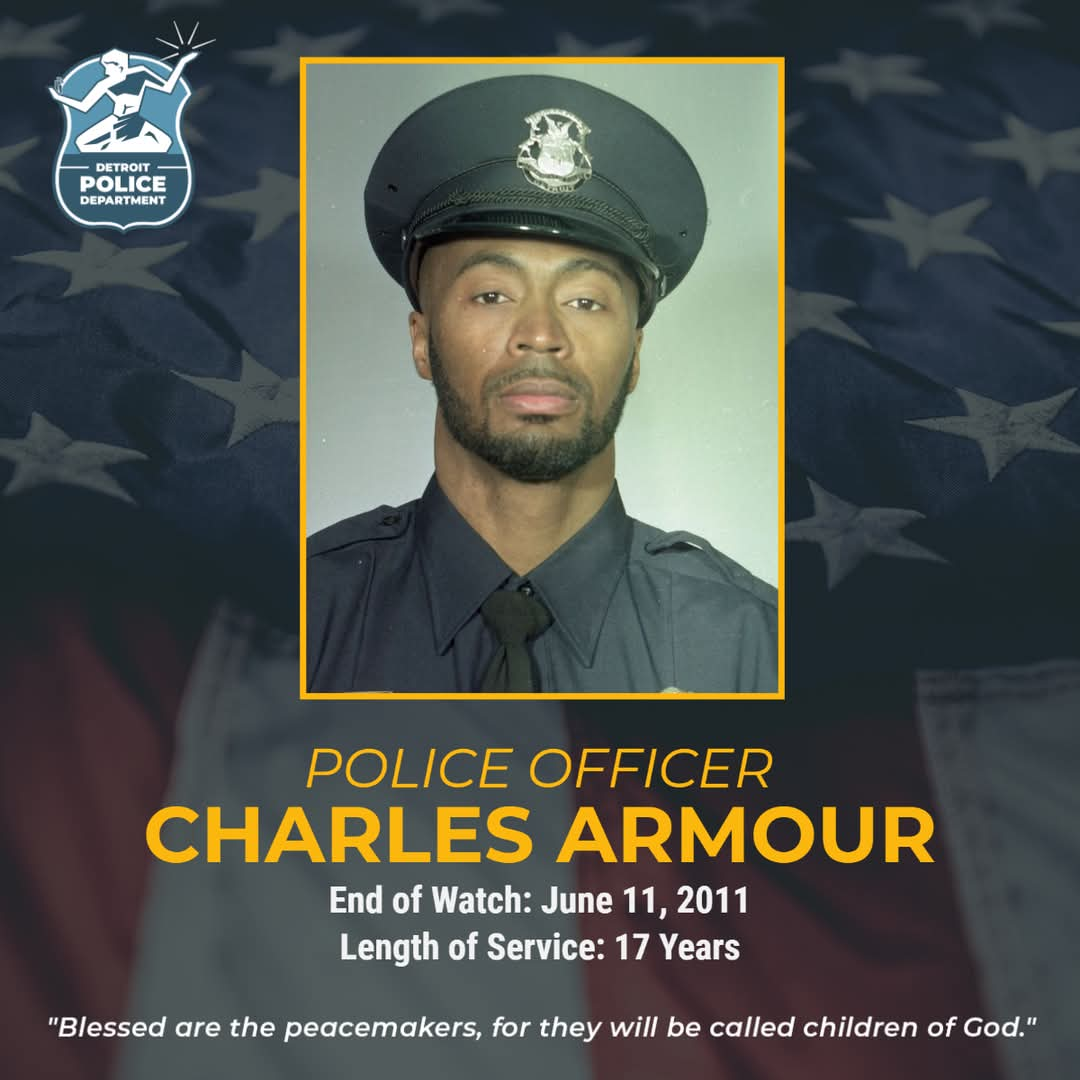 DETROIT
POLICE
DEPARTMENT
POLICE OFFICER
CHARLES ARMOUR
End of Watch: June 11, 2011
Length of Service: 17 Years
"Blessed are the peacemakers, for they will be called children of God."